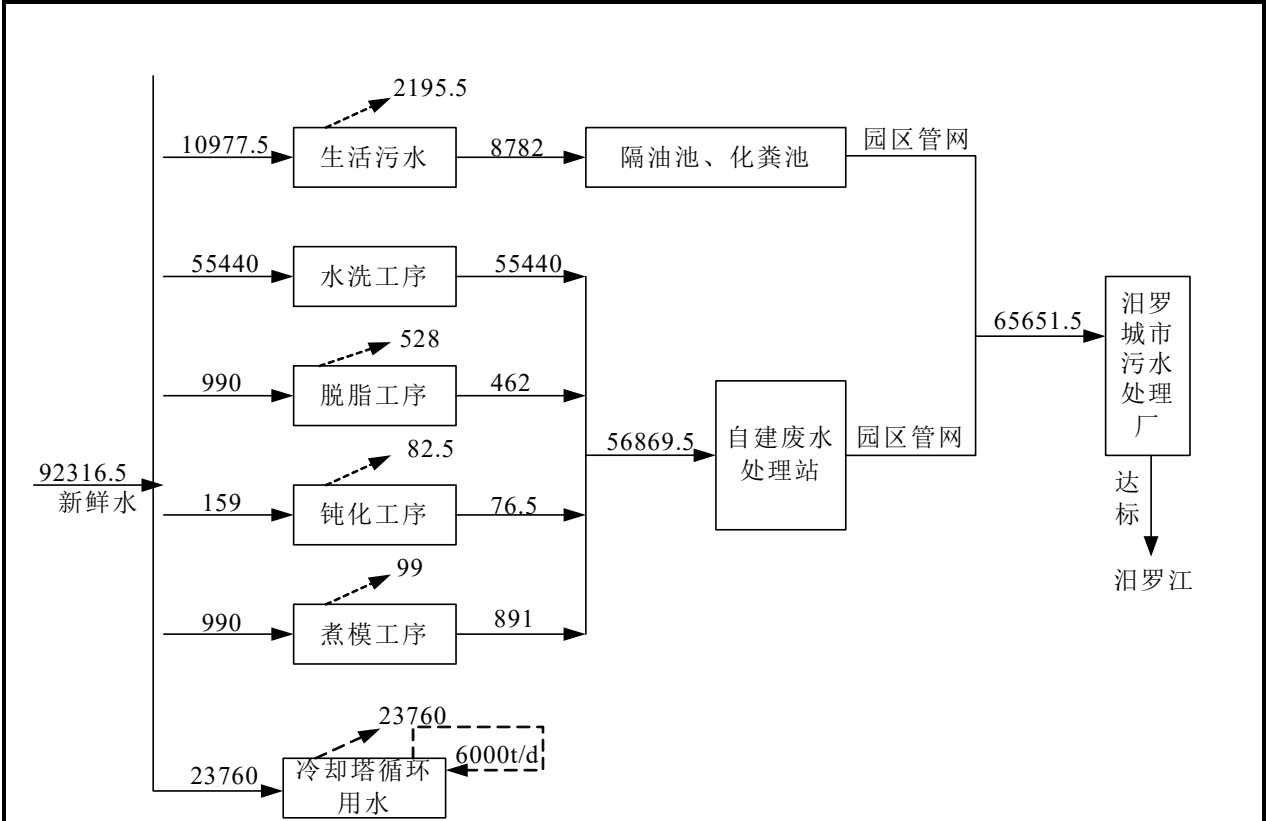 2195.5
10977.5
生活污水
8782
隔油池、化粪池
园区管网
55440
水洗工序
55440
528
990
脱脂工序
462
82.5
159
钝化工序
76.5
99
990
煮模工序
891
92316.5
新鲜水
56869.5
自建废水
处理站
园区管网
65651.5
汨罗
城市
污水
处理
厂
达
标
汨罗江
23760
6000t/d
23760
冷却塔循环
用水